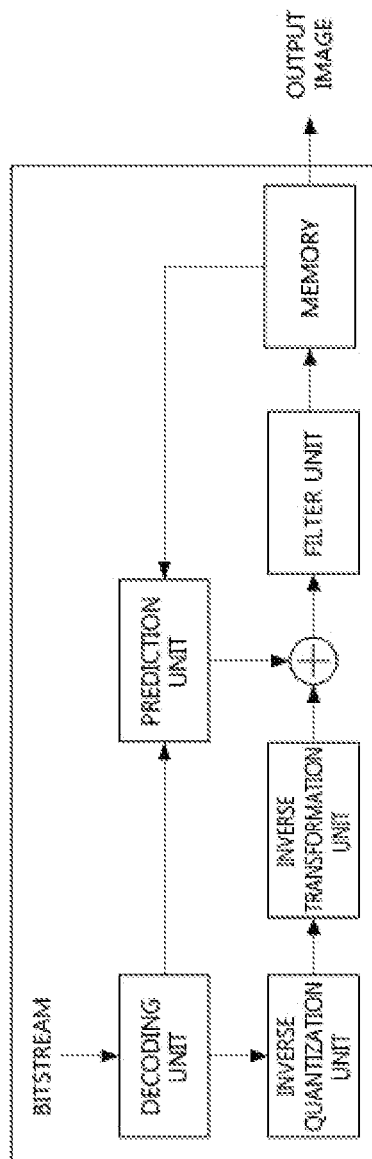 BITSTREAM
DECODING
UNIT
PREDICTION
UNIT
INVERSE
QUANTIZATION
UNIT
INVERSE
TRANSFORMATION
UNIT
FILTER UNIT
MEMORY
OUTPUT
IMAGE